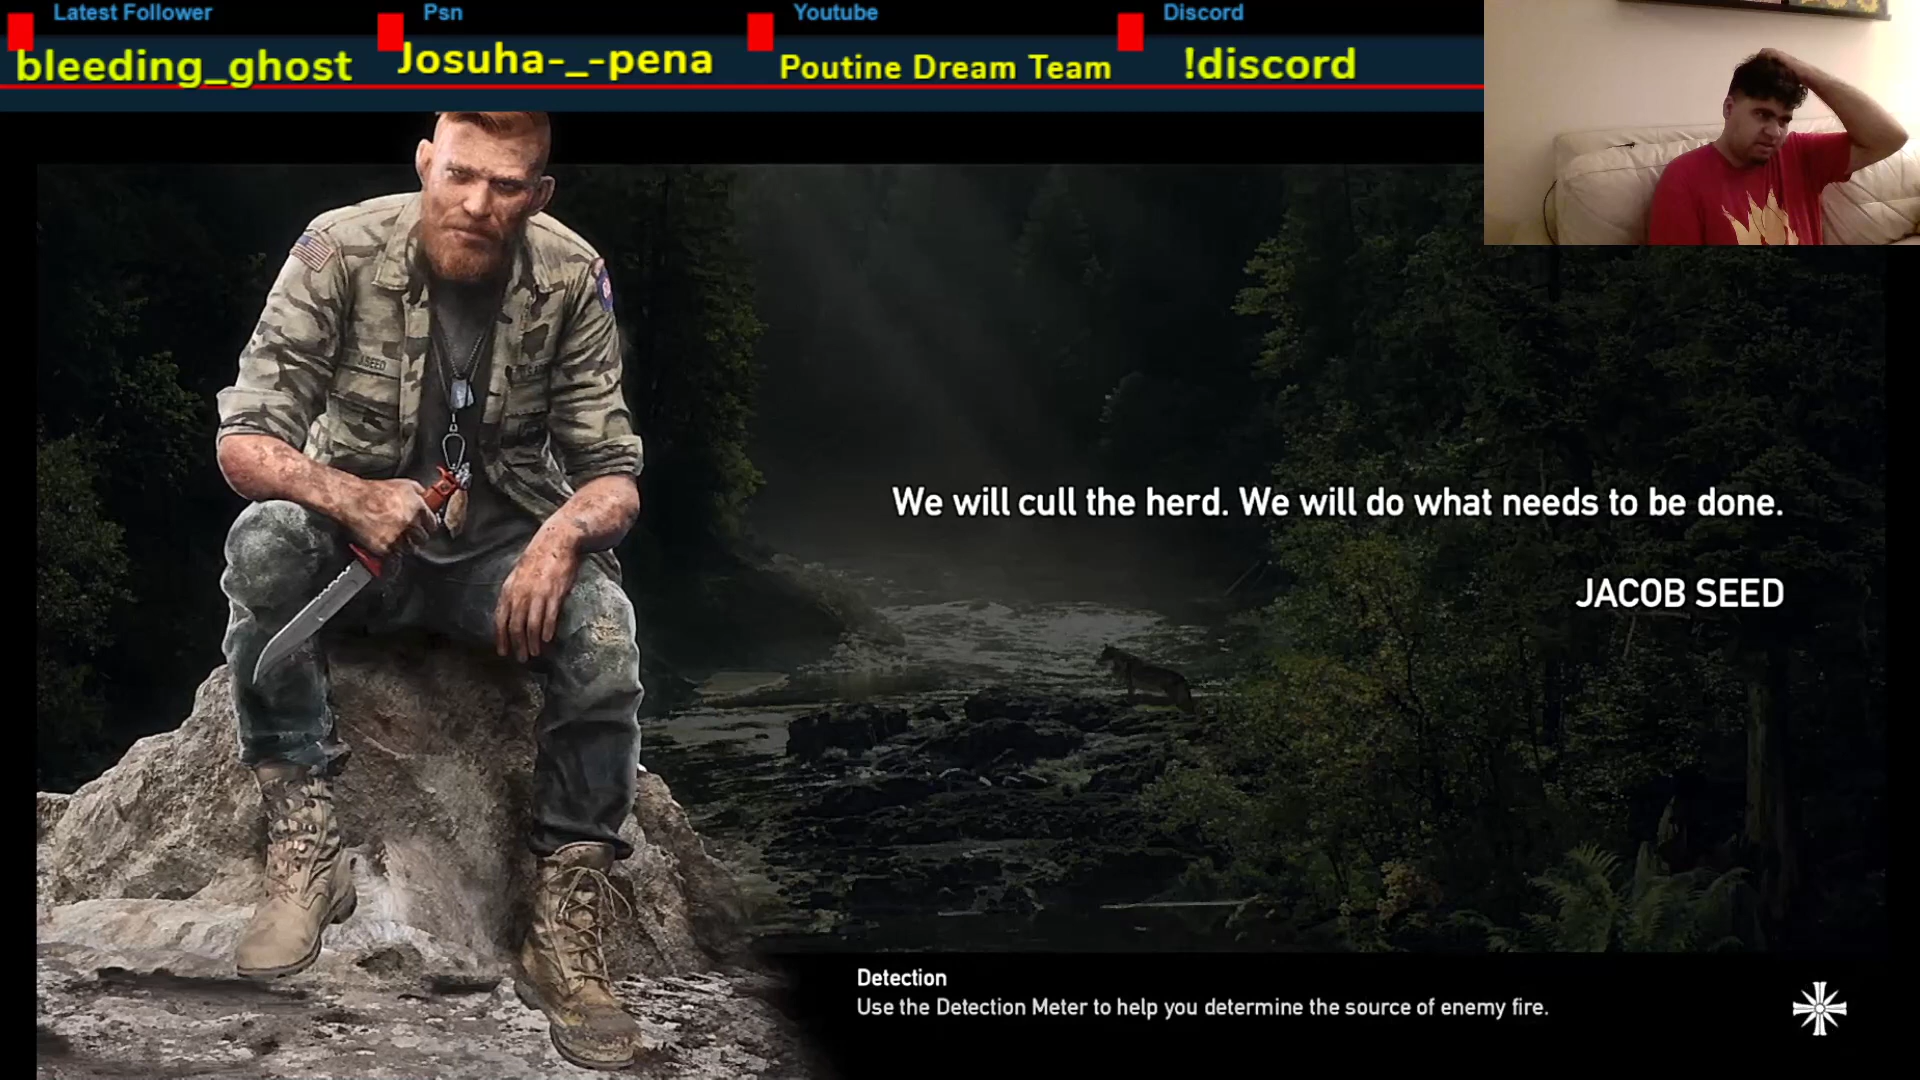 Latest Follower
Psn
Youtube
Discord
bleeding_ghost
Josuha-_-pena
Poutine Dream Team
!discord
J.SEED
We will cull the herd. We will do what needs to be done.
JACOB SEED
Detection
Use the Detection Meter to help you determine the source of enemy fire.